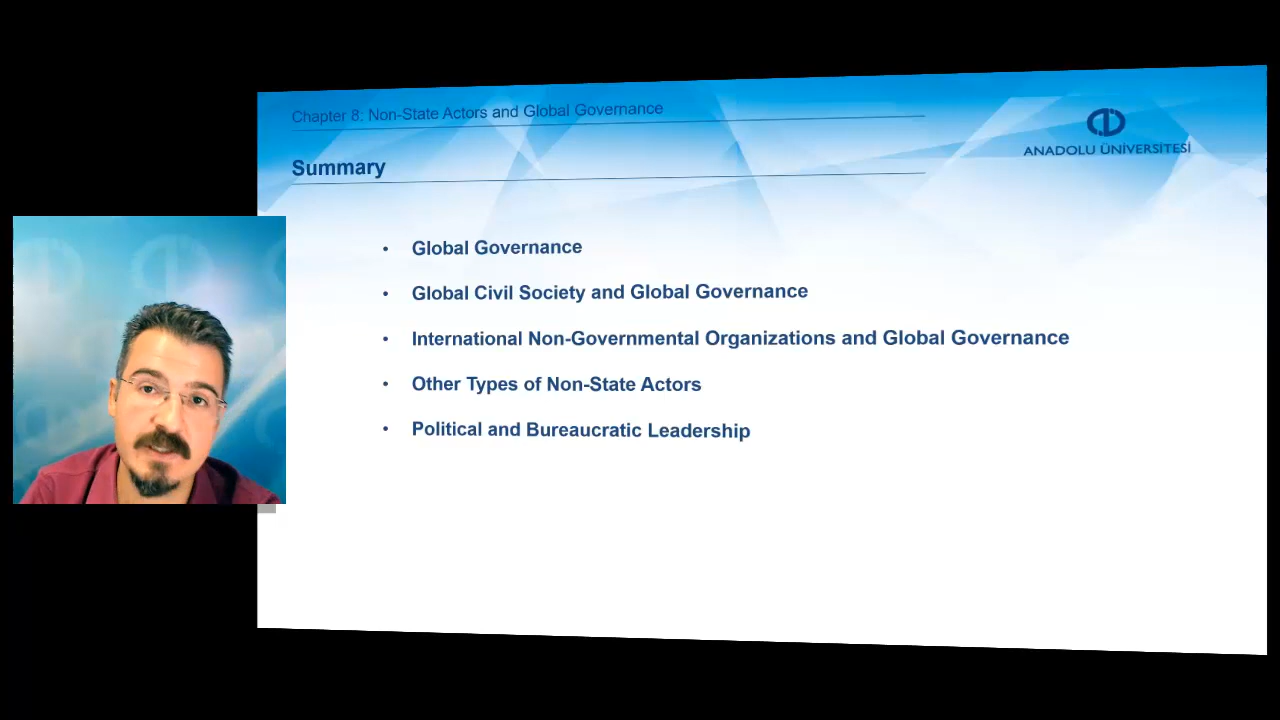 Chapter 8: Non-State Actors and Global Governance
ANADOLU ÜNİVERSİTESİ
Summary
• Global Governance
• Global Civil Society and Global Governance
• International Non-Governmental Organizations and Global Governance
• Other Types of Non-State Actors
• Political and Bureaucratic Leadership